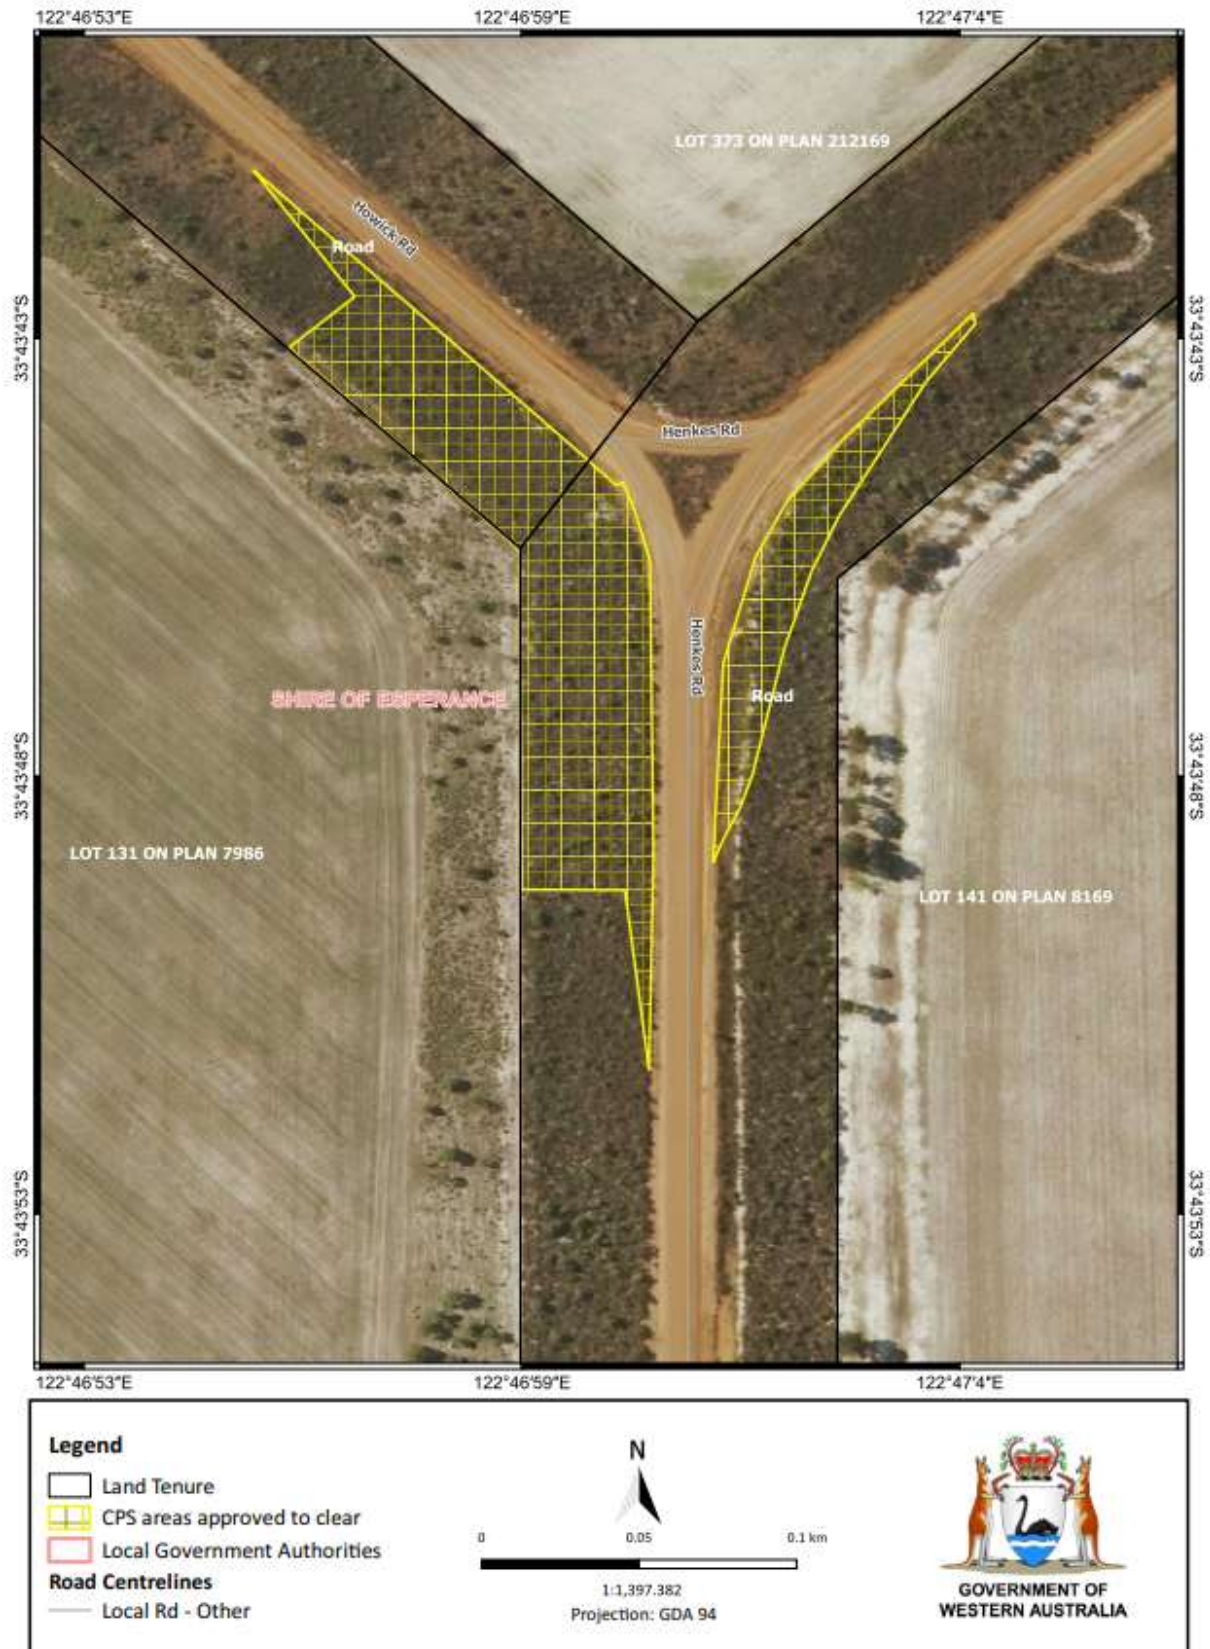 122°46'53"E
122°46'59"E
122°47'4"E
LOT 373 ON PLAN 212169
Howick Rd
Road
33°43'43"S
33°43'43"S
Henkes Rd
Henkes Rd
SHIRE OF ESPERANCE
Road
33°43'48"S
33°43'48"S
LOT 131 ON PLAN 7986
LOT 141 ON PLAN 8169
33°43'53"S
33°43'53"S
122°46'53"E
122°46'59"E
122°47'4"E
Legend
Land Tenure
CPS areas approved to clear
Local Government Authorities
Road Centrelines
Local Rd - Other
N
0 0.05 0.1 km
1:1,397.382
Projection: GDA 94
GOVERNMENT OF
WESTERN AUSTRALIA